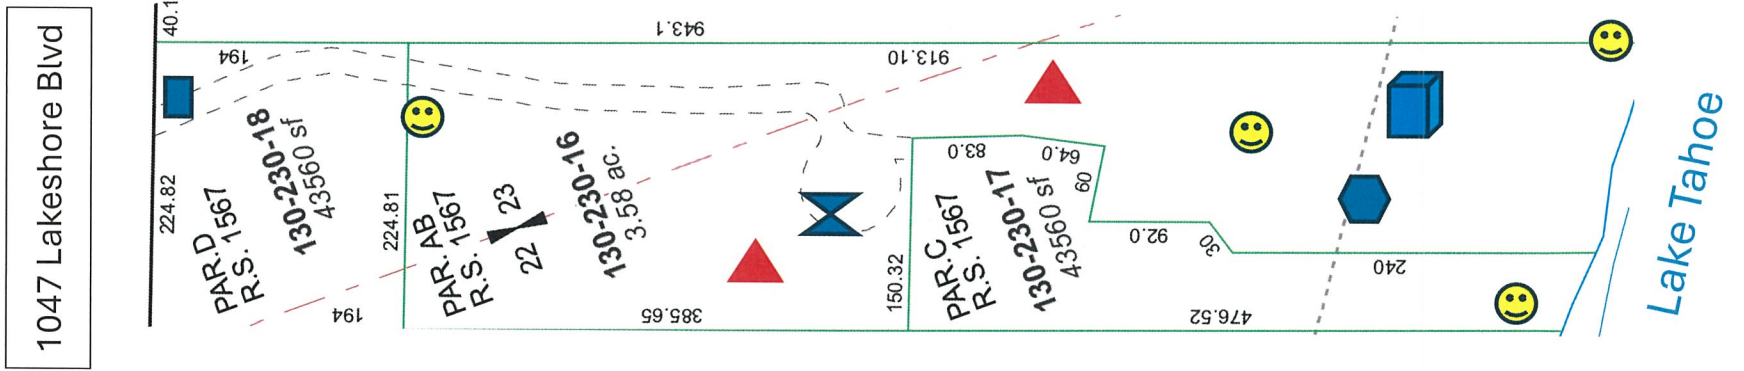 1047 Lakeshore Blvd
40.1
943.1
194
913.10
224.82
PAR.D
R.S. 1567
130-230-18
43560 sf
194
224.81
PAR. AB
R.S. 1567
22 23
130-230-16
3.58 ac.
385.65
150.32
PAR.C
R.S. 1567
130-230-17
43560 sf
83.0
64.0
60
92.0
30
240
476.52
Lake Tahoe